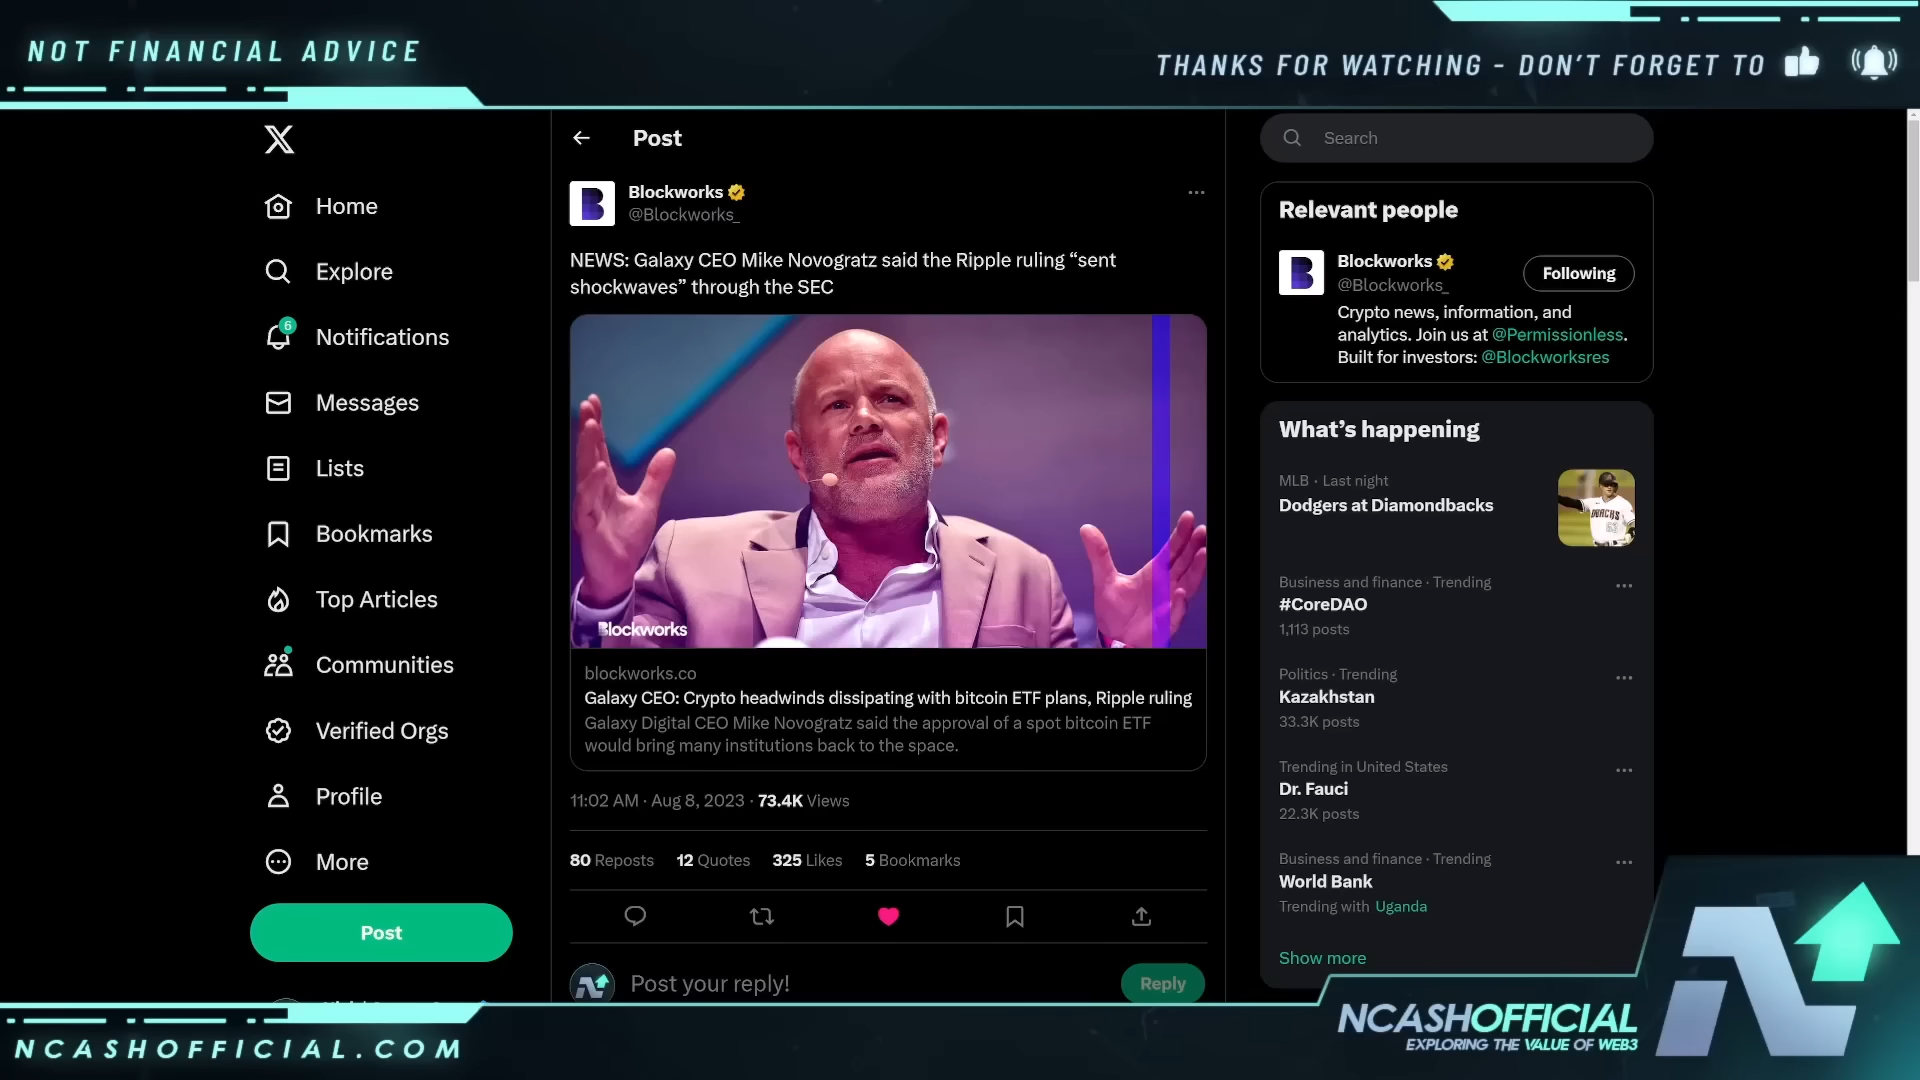 NOT FINANCIAL ADVICE
THANKS FOR WATCHING - DON'T FORGET TO
Home
Explore
6
Notifications
Messages
Lists
Bookmarks
Top Articles
Communities
Verified Orgs
Profile
More
Post
Post
Blockworks
@Blockworks_
NEWS: Galaxy CEO Mike Novogratz said the Ripple ruling “sent
shockwaves” through the SEC
Blockworks
blockworks.co
Galaxy CEO: Crypto headwinds dissipating with bitcoin ETF plans, Ripple ruling
Galaxy Digital CEO Mike Novogratz said the approval of a spot bitcoin ETF
would bring many institutions back to the space.
11:02 AM · Aug 8, 2023 · 73.4K Views
80 Reposts 12 Quotes 325 Likes 5 Bookmarks
Post your reply!
Reply
Search
Relevant people
Blockworks
@Blockworks_
Following
Crypto news, information, and
analytics. Join us at @Permissionless.
Built for investors: @Blockworksres
What’s happening
MLB · Last night
Dodgers at Diamondbacks
Business and finance · Trending
#CoreDAO
1,113 posts
Politics · Trending
Kazakhstan
33.3K posts
Trending in United States
Dr. Fauci
22.3K posts
Business and finance · Trending
World Bank
Trending with Uganda
Show more
NCASHOFFICIAL.COM
NCASHOFFICIAL
EXPLORING THE VALUE OF WEB3